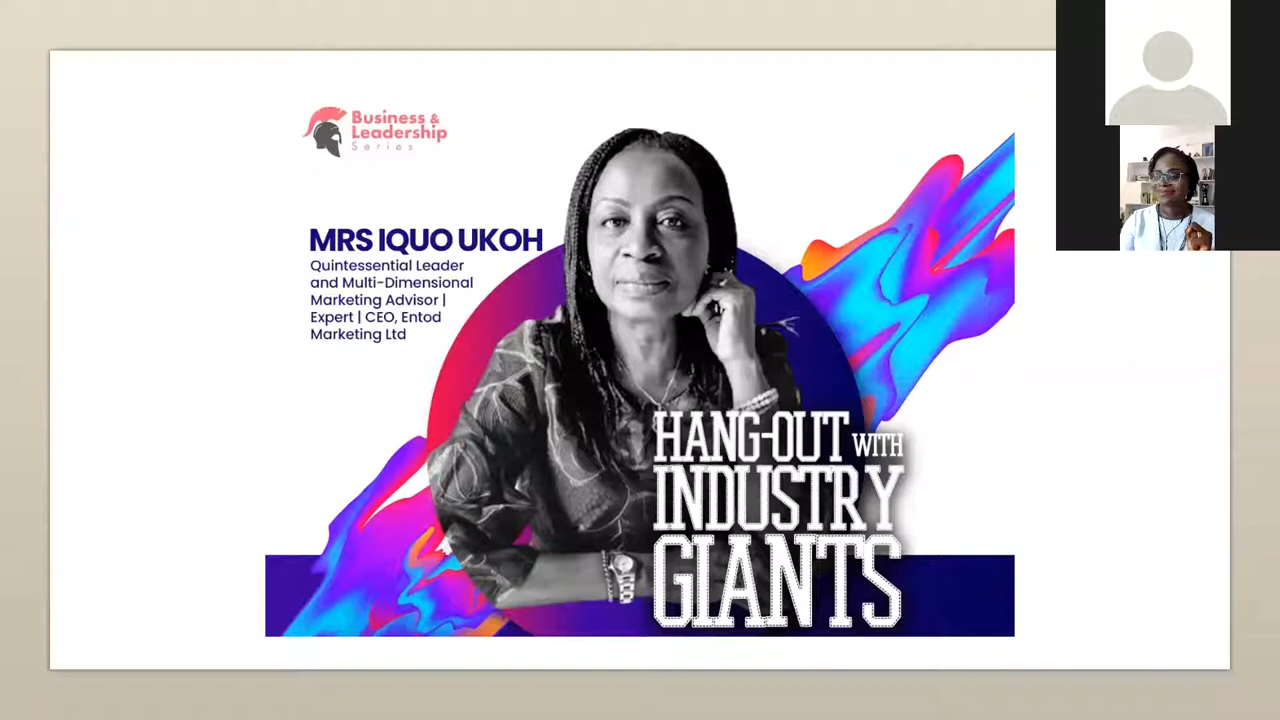 Business &
Leadership
Series
MRS IQUO UKOH
Quintessential Leader
and Multi-Dimensional
Marketing Advisor |
Expert | CEO, Entod
Marketing Ltd
HANG-OUT WITH
INDUSTRY
GIANTS